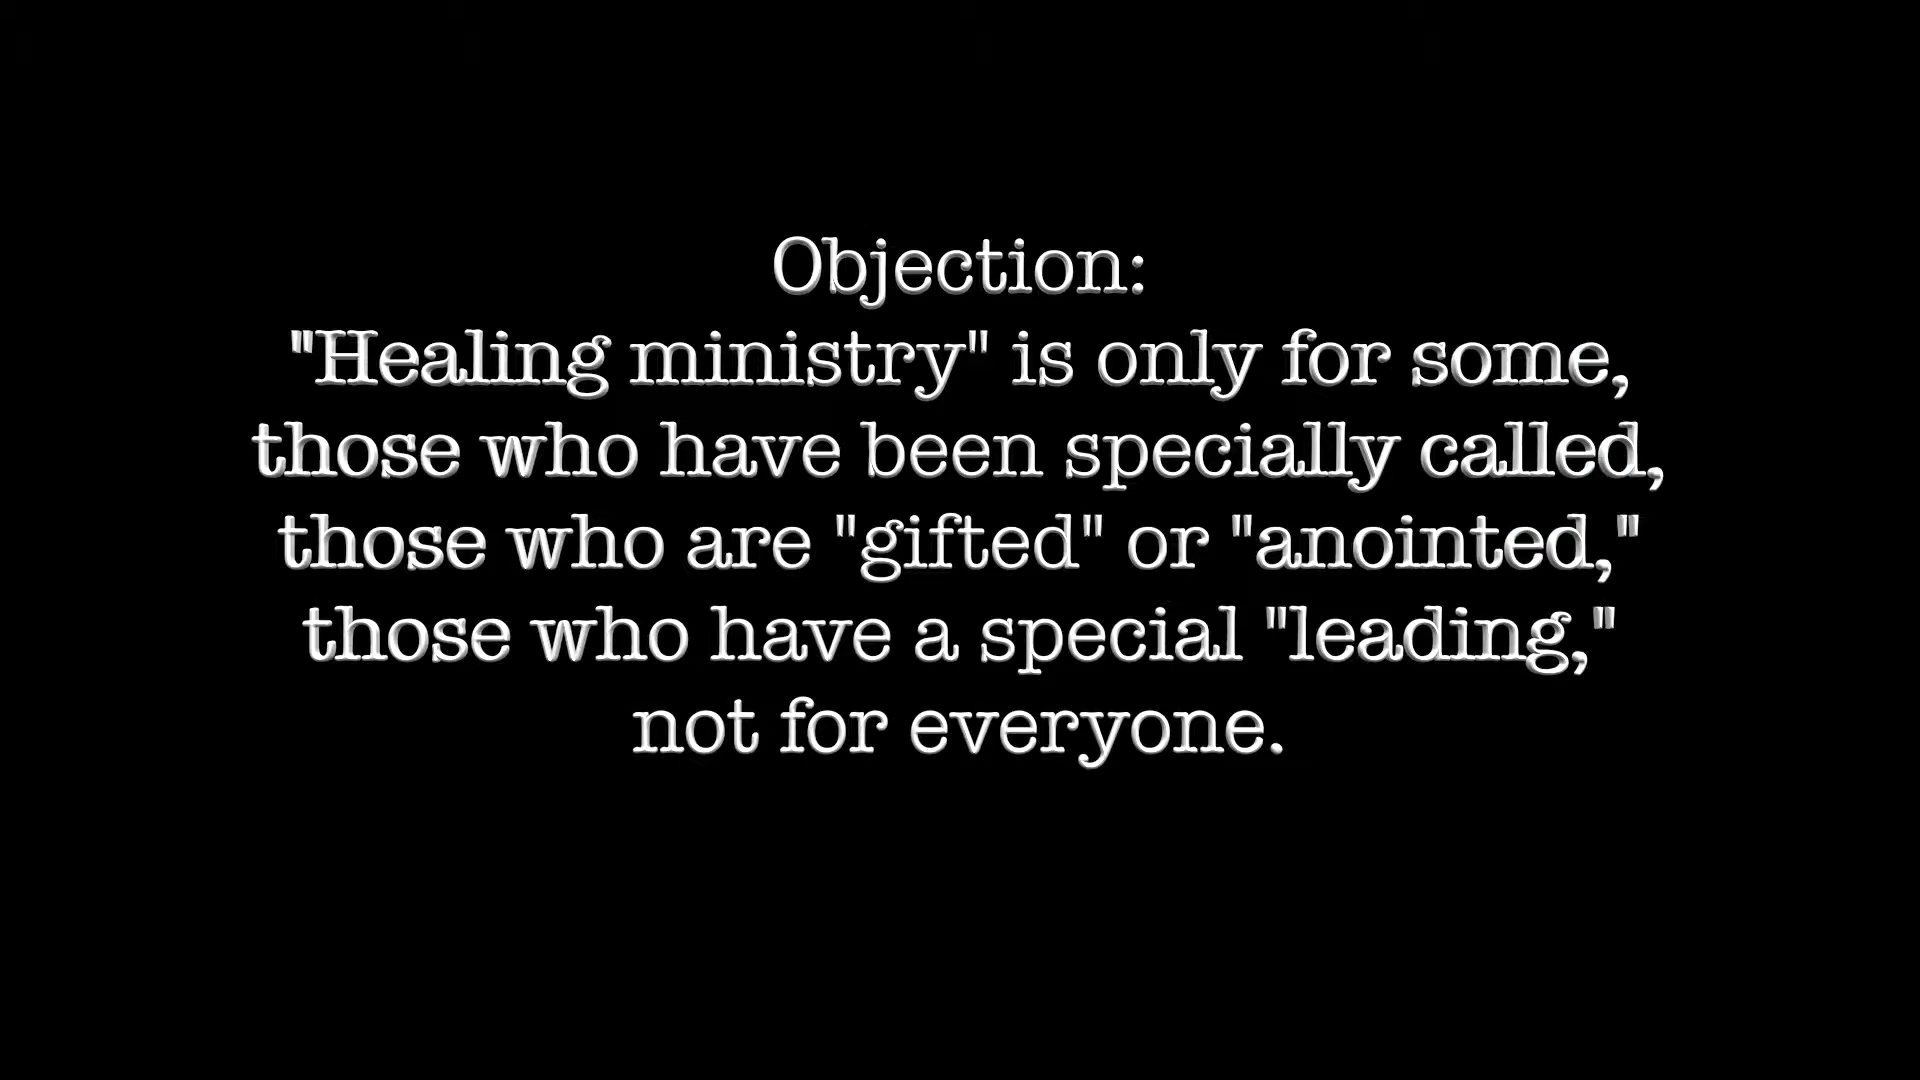 Objection:
"Healing ministry" is only for some,
those who have been specially called,
those who are "gifted" or "anointed,"
those who have a special "leading,"
not for everyone.